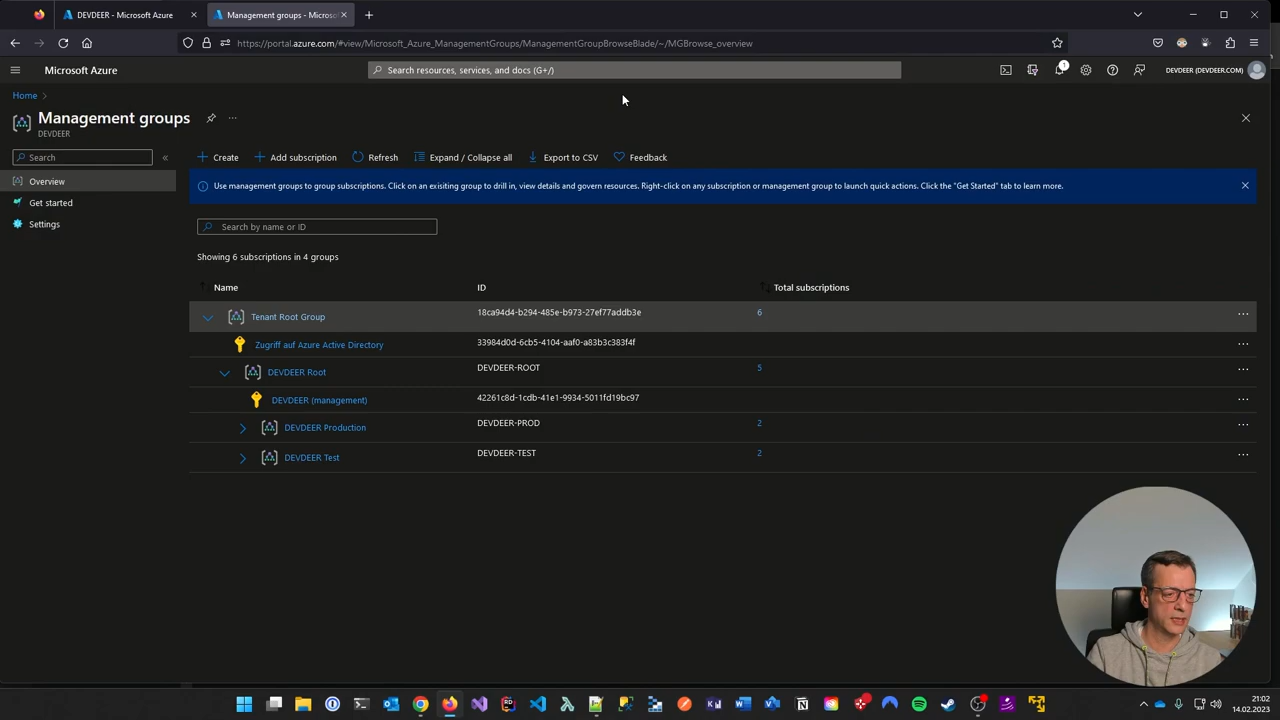 DEVDEER - Microsoft Azure
Management groups - Microsof
https://portal.azure.com/#view/Microsoft_Azure_ManagementGroups/ManagementGroupBrowseBlade/~/MGBrowse_overview
Microsoft Azure
Search resources, services, and docs (G+/)
1
DEVDEER (DEVDEER.COM)
Home
Management groups
DEVDEER
Search
Create
Add subscription
Refresh
Expand / Collapse all
Export to CSV
Feedback
Overview
Get started
Settings
Use management groups to group subscriptions. Click on an exisiting group to drill in, view details and govern resources. Right-click on any subscription or management group to launch quick actions. Click the "Get Started" tab to learn more.
Search by name or ID
Showing 6 subscriptions in 4 groups
Name ID Total subscriptions
Tenant Root Group 18ca94d4-b294-485e-b973-27ef77addb3e 6
Zugriff auf Azure Active Directory 33984d0d-6cb5-4104-aaf0-a83b3c383f4f
DEVDEER Root DEVDEER-ROOT 5
DEVDEER (management) 42261c8d-1cdb-41e1-9934-5011fd19bc97
DEVDEER Production DEVDEER-PROD 2
DEVDEER Test DEVDEER-TEST 2
21:02
14.02.2023